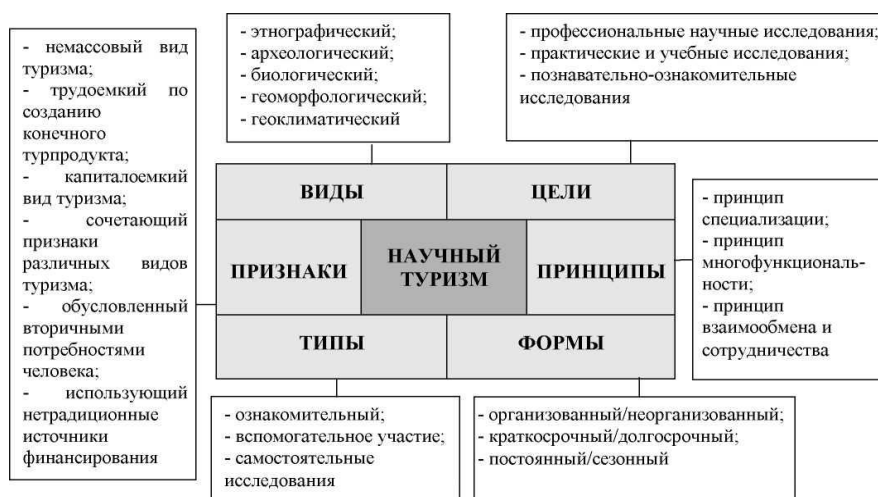 - немассовый вид
туризма;
- трудоемкий по
созданию
конечного
турпродукта;
- капиталоемкий
вид туризма;
- сочетающий
признаки
различных видов
туризма;
- обусловленный
вторичными
потребностями
человека;
- использующий
нетрадиционные
источники
финансирования
- этнографический;
- археологический;
- биологический;
- геоморфологический;
- геоклиматический
- профессиональные научные исследования;
- практические и учебные исследования;
- познавательно-ознакомительные
исследования
ВИДЫ
ЦЕЛИ
ПРИЗНАКИ
НАУЧНЫЙ
ТУРИЗМ
ПРИНЦИПЫ
ТИПЫ
ФОРМЫ
- принцип
специализации;
- принцип
многофункциональ-
ности;
- принцип
взаимообмена и
сотрудничества
- ознакомительный;
- вспомогательное участие;
- самостоятельные
исследования
- организованный/неорганизованный;
- краткосрочный/долгосрочный;
- постоянный/сезонный